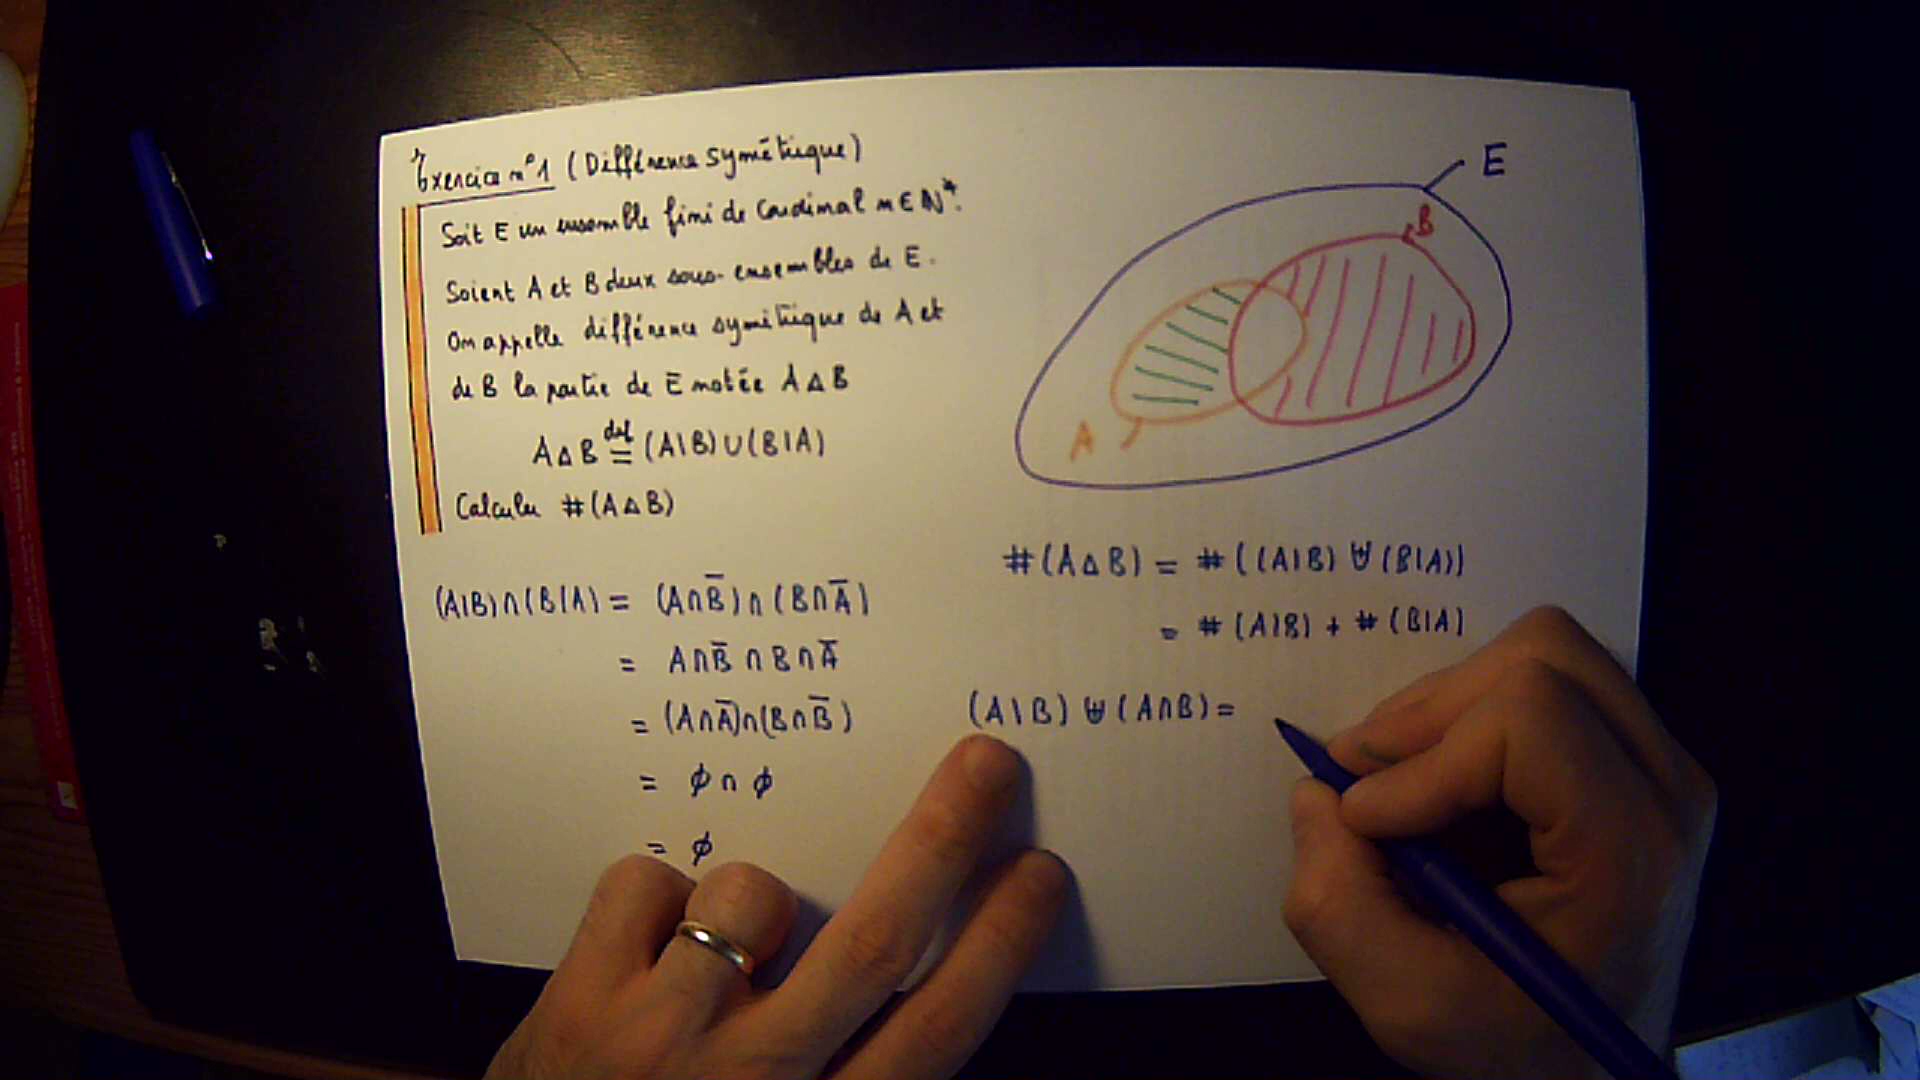 Exercice n°1 (Différence symétrique)
Soit E un ensemble fini de Cardinal n ∈ ℕ*.
Soient A et B deux sous-ensembles de E.
On appelle différence symétrique de A et
de B la partie de E notée A Δ B
A Δ B def= (A\B) ∪ (B\A)
Calculer #(A Δ B)
(A\B) ∩ (B\A) = (A ∩ B̅) ∩ (B ∩ A̅)
= A ∩ B̅ ∩ B ∩ A̅
= (A ∩ A̅) ∩ (B ∩ B̅)
= ∅ ∩ ∅
= ∅
E
B
A
#(A Δ B) = #((A\B) ⊎ (B\A))
= #(A\B) + #(B\A)
(A\B) ⊎ (A ∩ B) =